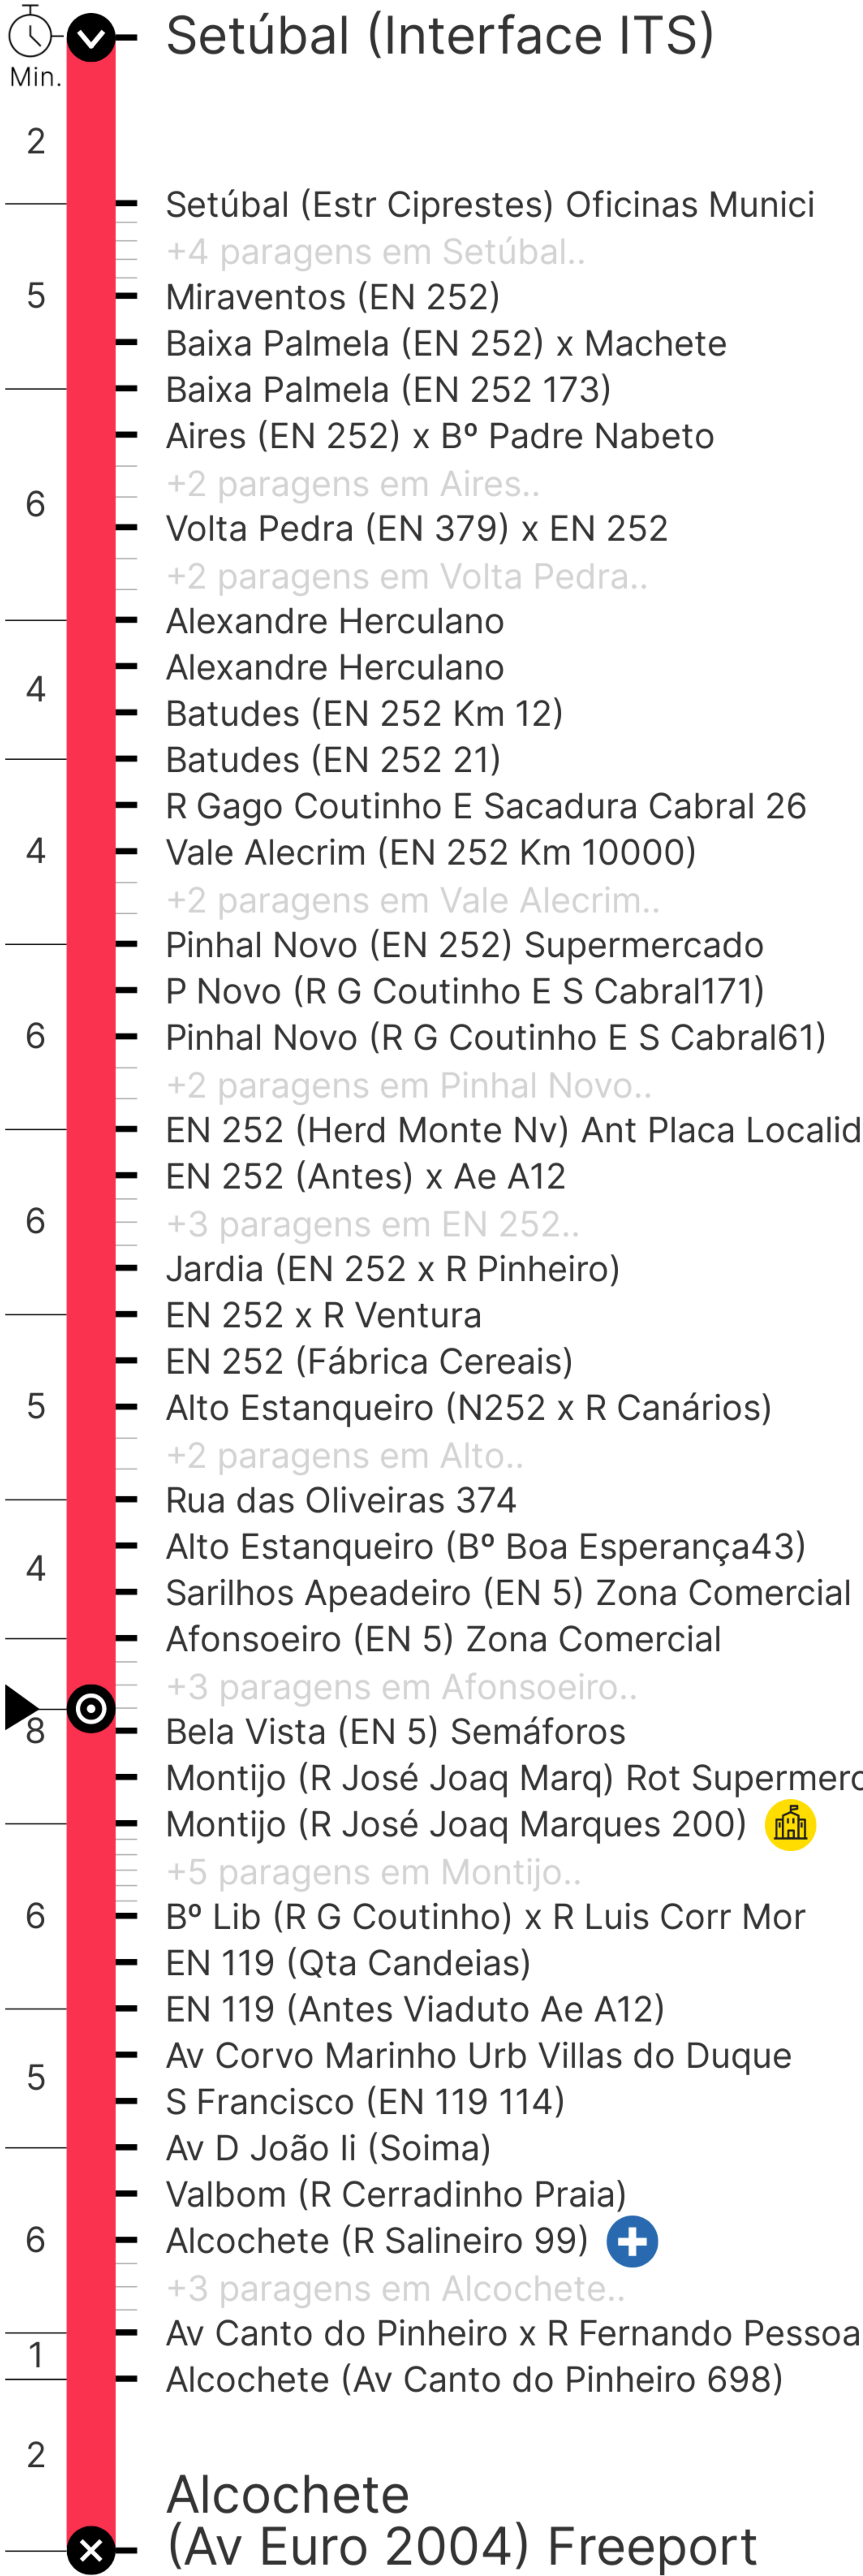 Setúbal (Interface ITS)
Min.
2
Setúbal (Estr Ciprestes) Oficinas Munici
+4 paragens em Setúbal..
5
Miraventos (EN 252)
Baixa Palmela (EN 252) x Machete
Baixa Palmela (EN 252 173)
Aires (EN 252) x Bº Padre Nabeto
+2 paragens em Aires..
6
Volta Pedra (EN 379) x EN 252
+2 paragens em Volta Pedra..
Alexandre Herculano
Alexandre Herculano
4
Batudes (EN 252 Km 12)
Batudes (EN 252 21)
R Gago Coutinho E Sacadura Cabral 26
4
Vale Alecrim (EN 252 Km 10000)
+2 paragens em Vale Alecrim..
Pinhal Novo (EN 252) Supermercado
P Novo (R G Coutinho E S Cabral171)
6
Pinhal Novo (R G Coutinho E S Cabral61)
+2 paragens em Pinhal Novo..
EN 252 (Herd Monte Nv) Ant Placa Localid
EN 252 (Antes) x Ae A12
6
+3 paragens em EN 252..
Jardia (EN 252 x R Pinheiro)
EN 252 x R Ventura
EN 252 (Fábrica Cereais)
5
Alto Estanqueiro (N252 x R Canários)
+2 paragens em Alto..
Rua das Oliveiras 374
Alto Estanqueiro (Bº Boa Esperança43)
4
Sarilhos Apeadeiro (EN 5) Zona Comercial
Afonsoeiro (EN 5) Zona Comercial
+3 paragens em Afonsoeiro..
8
Bela Vista (EN 5) Semáforos
Montijo (R José Joaq Marq) Rot Supermerc
Montijo (R José Joaq Marques 200)
+5 paragens em Montijo..
6
Bº Lib (R G Coutinho) x R Luis Corr Mor
EN 119 (Qta Candeias)
EN 119 (Antes Viaduto Ae A12)
Av Corvo Marinho Urb Villas do Duque
5
S Francisco (EN 119 114)
Av D João Ii (Soima)
Valbom (R Cerradinho Praia)
6
Alcochete (R Salineiro 99)
+3 paragens em Alcochete..
Av Canto do Pinheiro x R Fernando Pessoa
1
Alcochete (Av Canto do Pinheiro 698)
2
Alcochete
(Av Euro 2004) Freeport